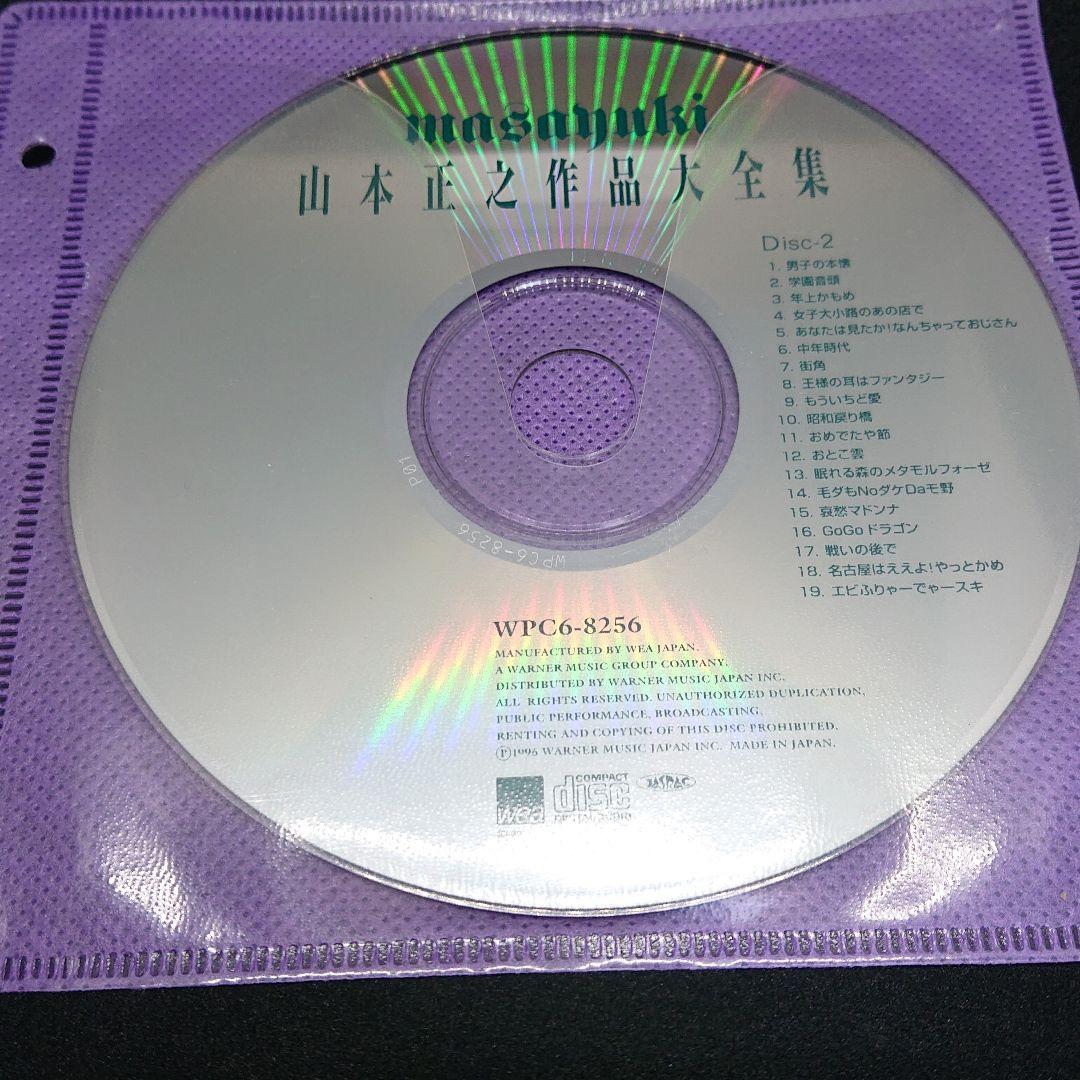 masayuki
山本正之作品大全集
Disc-2
1. 男子の本懐
2. 学園音頭
3. 年上かもめ
4. 女子大小路のあの店で
5. あなたは見たか!なんちゃっておじさん
6. 中年時代
7. 街角
8. 王様の耳はファンタジー
9. もういちど愛
10. 昭和戻り橋
11. おめでたや節
12. おとこ雲
13. 眠れる森のメタモルフォーゼ
14. 毛ダもNoダケDaモ野
15. 哀愁マドンナ
16. GoGoドラゴン
17. 戦いの後で
18. 名古屋はええよ!やっとかめ
19. エビふりゃーでゃースキ
P01
WPC6-8256
WPC6-8256
MANUFACTURED BY WEA JAPAN.
A WARNER MUSIC GROUP COMPANY.
DISTRIBUTED BY WARNER MUSIC JAPAN INC.
ALL RIGHTS RESERVED. UNAUTHORIZED DUPLICATION,
PUBLIC PERFORMANCE, BROADCASTING,
RENTING AND COPYING OF THIS DISC PROHIBITED.
Ⓟ1996 WARNER MUSIC JAPAN INC. MADE IN JAPAN.
wea
COMPACT
disc
DIGITAL AUDIO
JASRAC